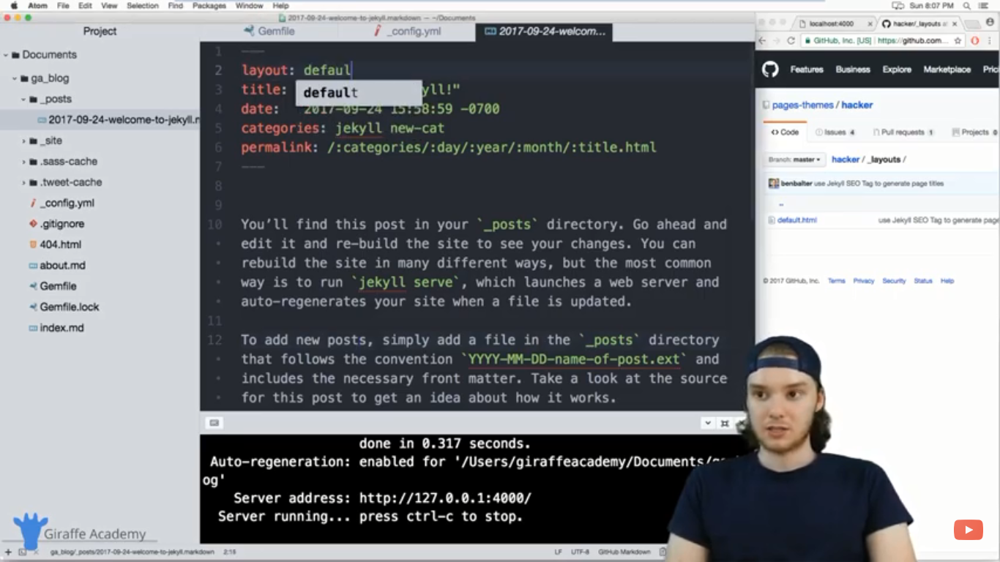 Atom File Edit View Selection Find Packages Window Help
Sun 8:07 PM
2017-09-24-welcome-to-jekyll.markdown — ~/Documents
Project
Documents
ga_blog
_posts
2017-09-24-welcome-to-jekyll.r
_site
.sass-cache
.tweet-cache
_config.yml
.gitignore
404.html
about.md
Gemfile
Gemfile.lock
index.md
Gemfile _config.yml 2017-09-24-welcom...
1 ---
2 layout: defaul
default
3 title: yll!"
4 date: 2017-09-24 15:58:59 -0700
5 categories: jekyll new-cat
6 permalink: /:categories/:day/:year/:month/:title.html
7 ---
8
9
10 You’ll find this post in your `_posts` directory. Go ahead and
edit it and re-build the site to see your changes. You can
rebuild the site in many different ways, but the most common
way is to run `jekyll serve`, which launches a web server and
auto-regenerates your site when a file is updated.
11
12 To add new posts, simply add a file in the `_posts` directory
that follows the convention `YYYY-MM-DD-name-of-post.ext` and
includes the necessary front matter. Take a look at the source
for this post to get an idea about how it works.
done in 0.317 seconds.
Auto-regeneration: enabled for '/Users/giraffeacademy/Documents/
og'
Server address: http://127.0.0.1:4000/
Server running... press ctrl-c to stop.
Giraffe Academy
ga_blog/_posts/2017-09-24-welcome-to-jekyll.markdown 2:16
LF UTF-8 GitHub Markdown
localhost:4000 hacker/_layouts at
GitHub, Inc. [US] https://github.com...
Features Business Explore Marketplace Prici
pages-themes / hacker
Code Issues 4 Pull requests 1 Projects 0
Branch: master hacker / _layouts /
benbalter use Jekyll SEO Tag to generate page titles
..
default.html use Jekyll SEO Tag to generate page
© 2017 GitHub, Inc. Terms Privacy Security Status Help